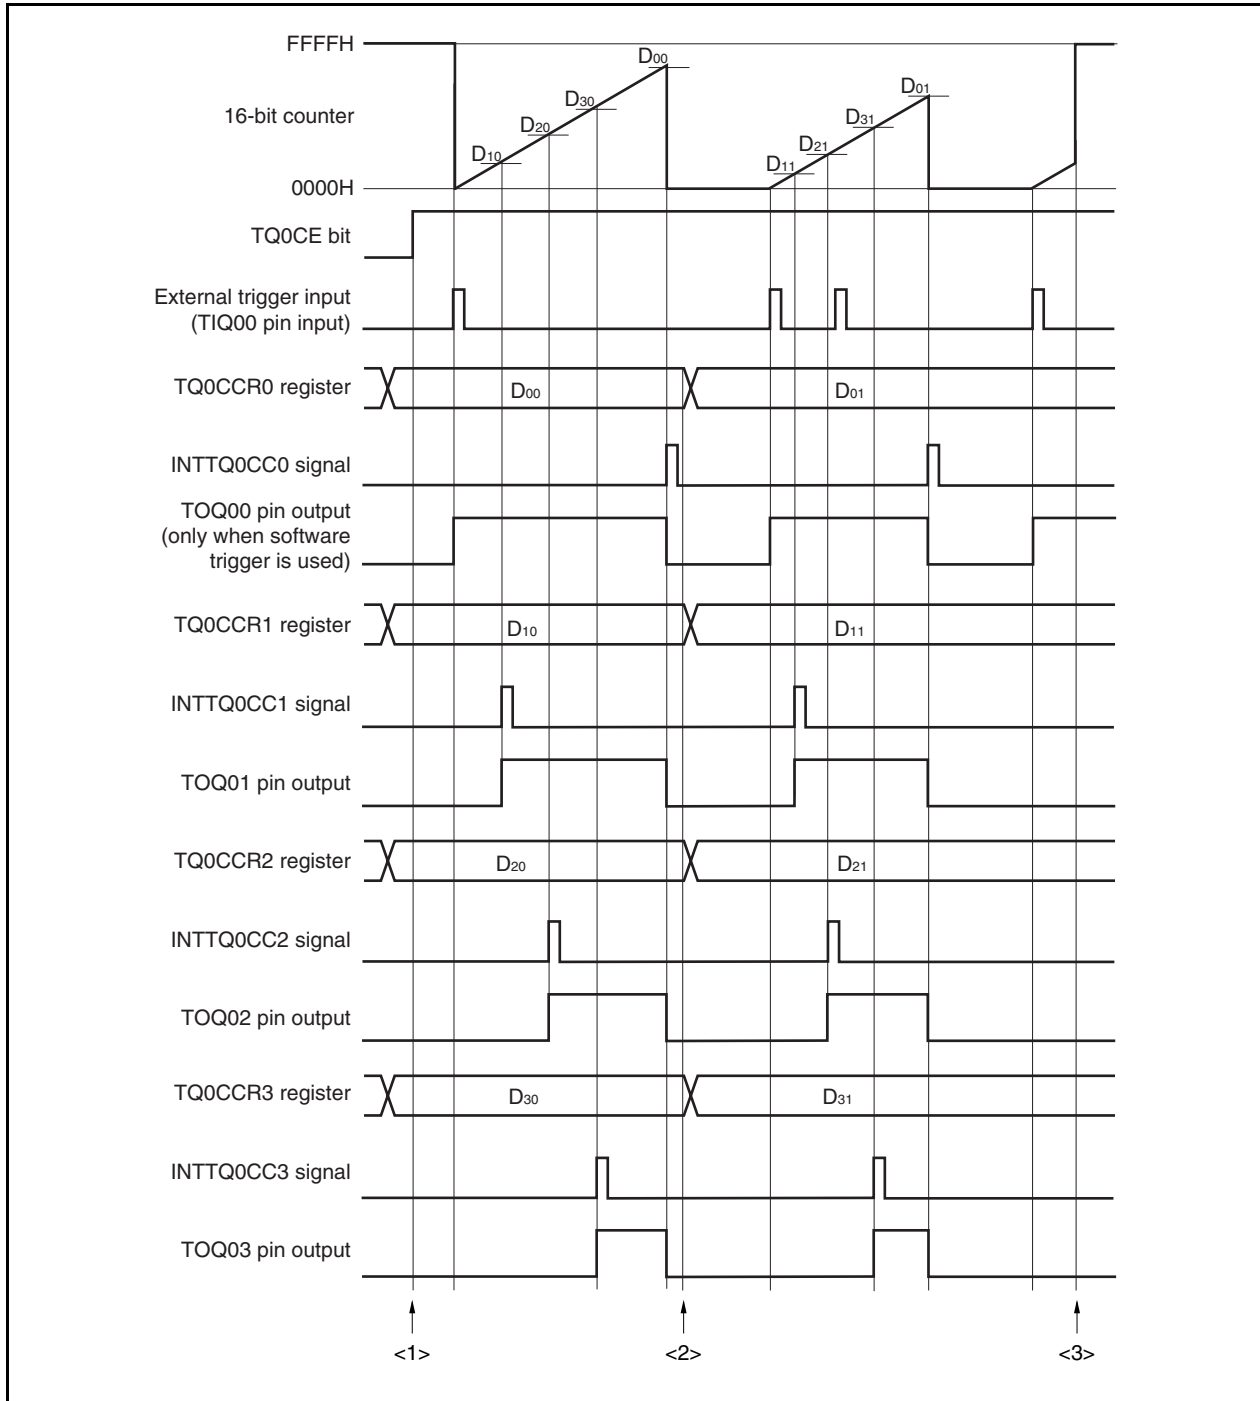 FFFFH
16-bit counter
0000H
D00
D30
D20
D10
D01
D31
D21
D11
TQ0CE bit
External trigger input
(TIQ00 pin input)
TQ0CCR0 register
D00
D01
INTTQ0CC0 signal
TOQ00 pin output
(only when software
trigger is used)
TQ0CCR1 register
D10
D11
INTTQ0CC1 signal
TOQ01 pin output
TQ0CCR2 register
D20
D21
INTTQ0CC2 signal
TOQ02 pin output
TQ0CCR3 register
D30
D31
INTTQ0CC3 signal
TOQ03 pin output
<1>
<2>
<3>